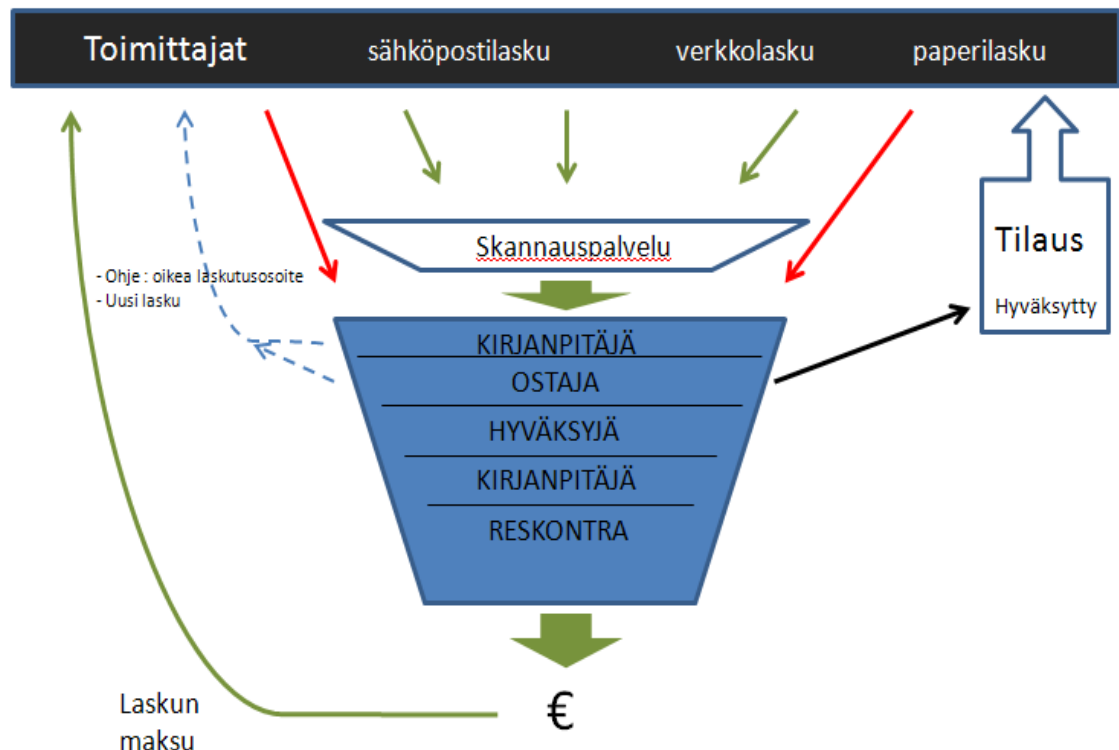 Toimittajat sähköpostilasku verkkolasku paperilasku
Skannauspalvelu
Tilaus
Hyväksytty
- Ohje : oikea laskutusosoite
- Uusi lasku
KIRJANPITÄJÄ
OSTAJA
HYVÄKSYJÄ
KIRJANPITÄJÄ
RESKONTRA
Laskun
maksu
€